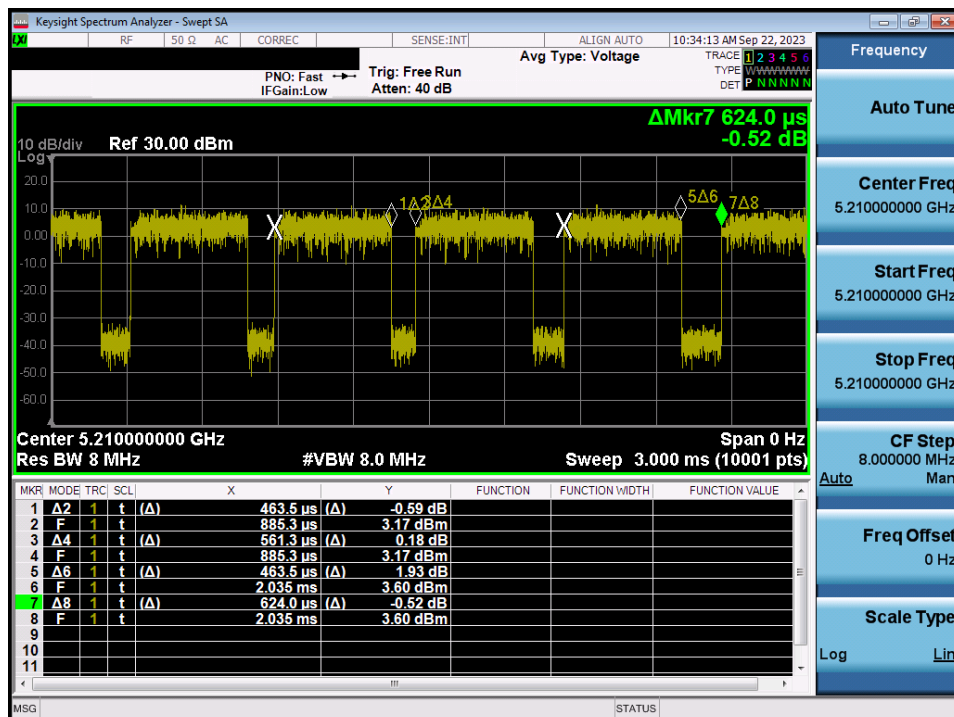 Keysight Spectrum Analyzer - Swept SA
LXI RF 50 Ω AC CORREC SENSE:INT ALIGN AUTO 10:34:13 AM Sep 22, 2023
PNO: Fast Trig: Free Run Avg Type: Voltage TRACE 1 2 3 4 5 6
IFGain:Low Atten: 40 dB TYPE WWWWWW
DET P N N N N N
ΔMkr7 624.0 µs
-0.52 dB
10 dB/div Ref 30.00 dBm
Log
20.0
10.0
0.00
-10.0
-20.0
-30.0
-40.0
-50.0
-60.0
1Δ2 3Δ4 5Δ6 7Δ8
X X
Center 5.210000000 GHz Span 0 Hz
Res BW 8 MHz #VBW 8.0 MHz Sweep 3.000 ms (10001 pts)
MKR MODE TRC SCL X Y FUNCTION FUNCTION WIDTH FUNCTION VALUE
1 Δ2 1 t (Δ) 463.5 µs (Δ) -0.59 dB
2 F 1 t 885.3 µs 3.17 dBm
3 Δ4 1 t (Δ) 561.3 µs (Δ) 0.18 dB
4 F 1 t 885.3 µs 3.17 dBm
5 Δ6 1 t (Δ) 463.5 µs (Δ) 1.93 dB
6 F 1 t 2.035 ms 3.60 dBm
7 Δ8 1 t (Δ) 624.0 µs (Δ) -0.52 dB
8 F 1 t 2.035 ms 3.60 dBm
9
10
11
MSG STATUS
Frequency
Auto Tune
Center Freq
5.210000000 GHz
Start Freq
5.210000000 GHz
Stop Freq
5.210000000 GHz
CF Step
8.000000 MHz
Auto Man
Freq Offset
0 Hz
Scale Type
Log Lin